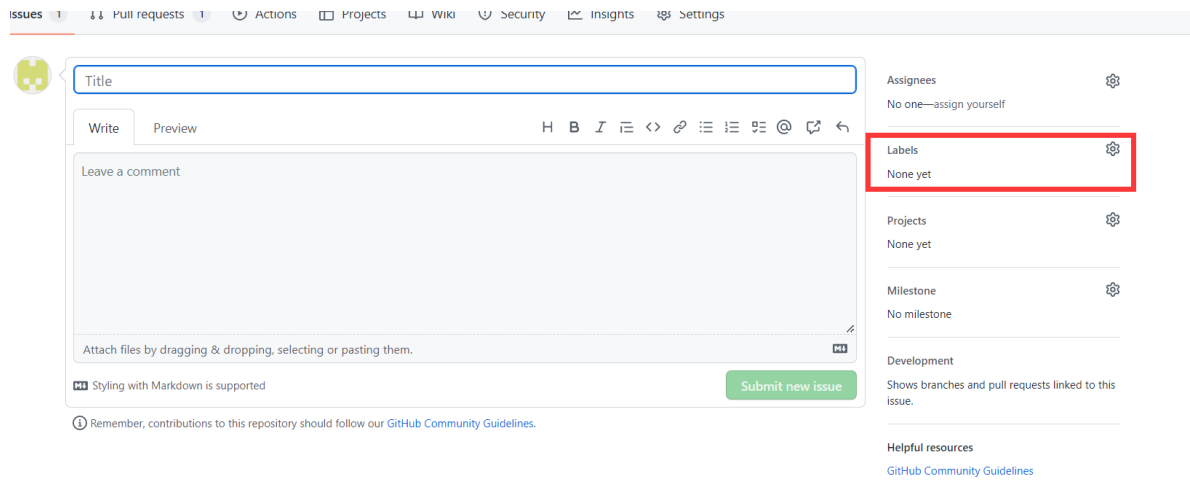 Issues 1 Pull requests 1 Actions Projects Wiki Security Insights Settings
Title
Write Preview
Leave a comment
Attach files by dragging & dropping, selecting or pasting them.
Styling with Markdown is supported
Submit new issue
Remember, contributions to this repository should follow our GitHub Community Guidelines.
Assignees
No one—assign yourself
Labels
None yet
Projects
None yet
Milestone
No milestone
Development
Shows branches and pull requests linked to this
issue.
Helpful resources
GitHub Community Guidelines